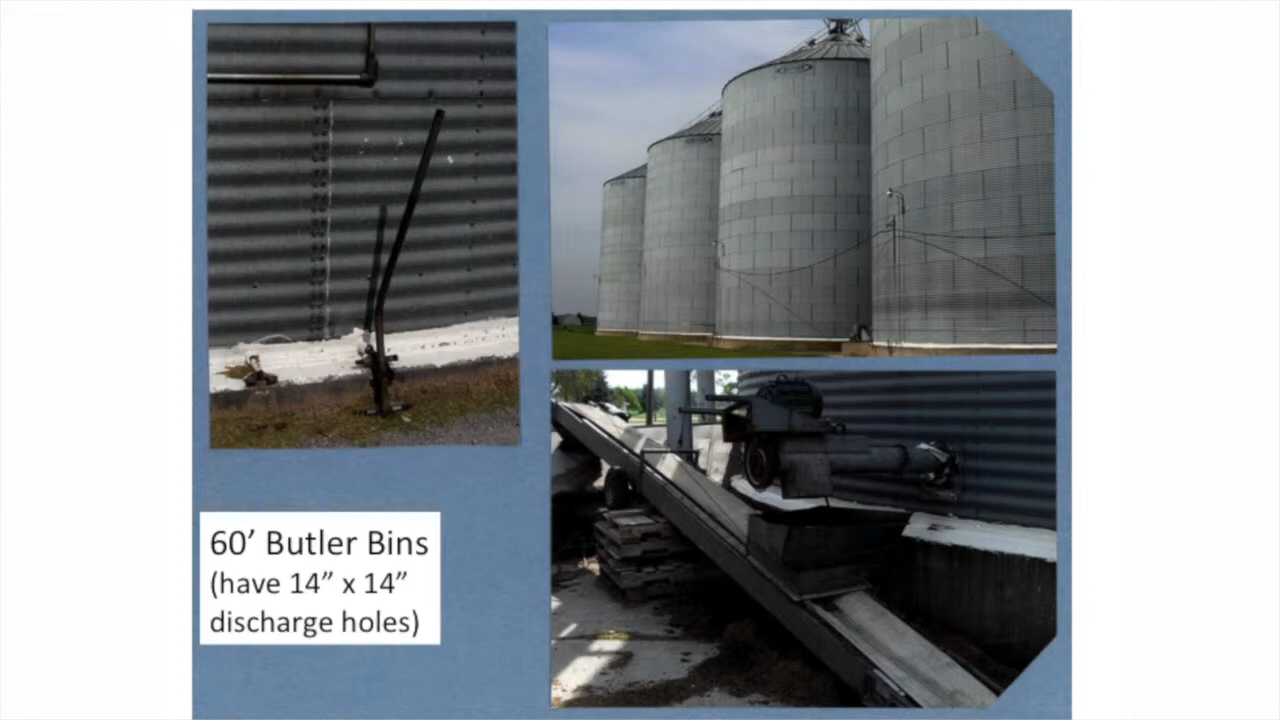 60’ Butler Bins
(have 14” x 14”
discharge holes)